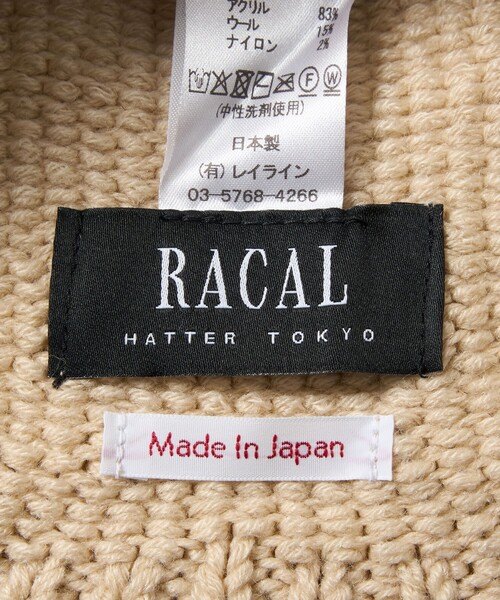 アクリル 83%
ウール 15%
ナイロン 2%
F W
(中性洗剤使用)
日本製
(有)レイライン
03-5768-4266
RACAL
HATTER TOKYO
Made In Japan